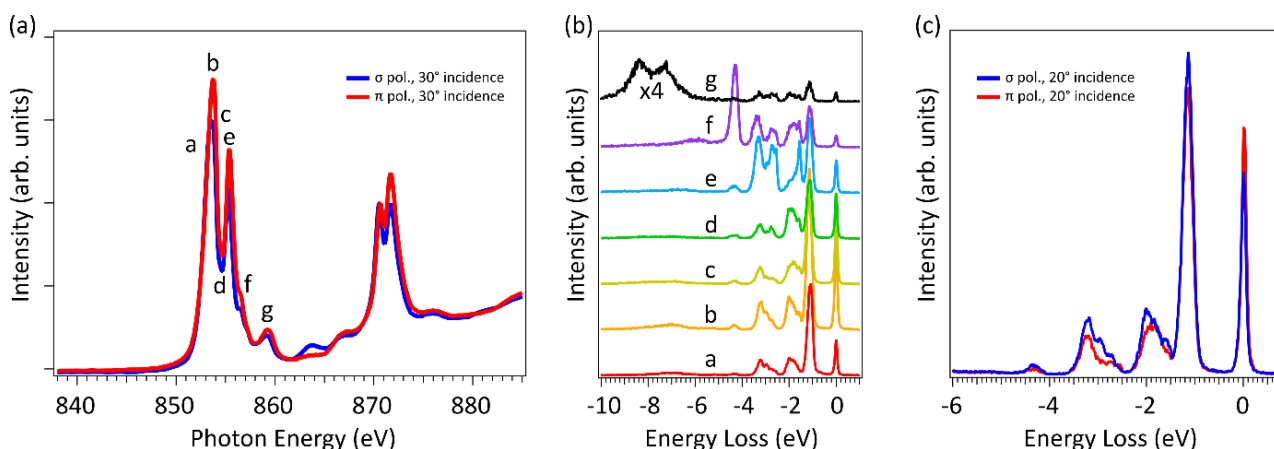 (a)
Intensity (arb. units)
b
c
a
e
d
f
g
σ pol., 30° incidence
π pol., 30° incidence
840
850
860
870
880
Photon Energy (eV)
(b)
Intensity (arb. units)
g
x4
f
e
d
c
b
a
-10
-8
-6
-4
-2
0
Energy Loss (eV)
(c)
Intensity (arb. units)
σ pol., 20° incidence
π pol., 20° incidence
-6
-4
-2
0
Energy Loss (eV)